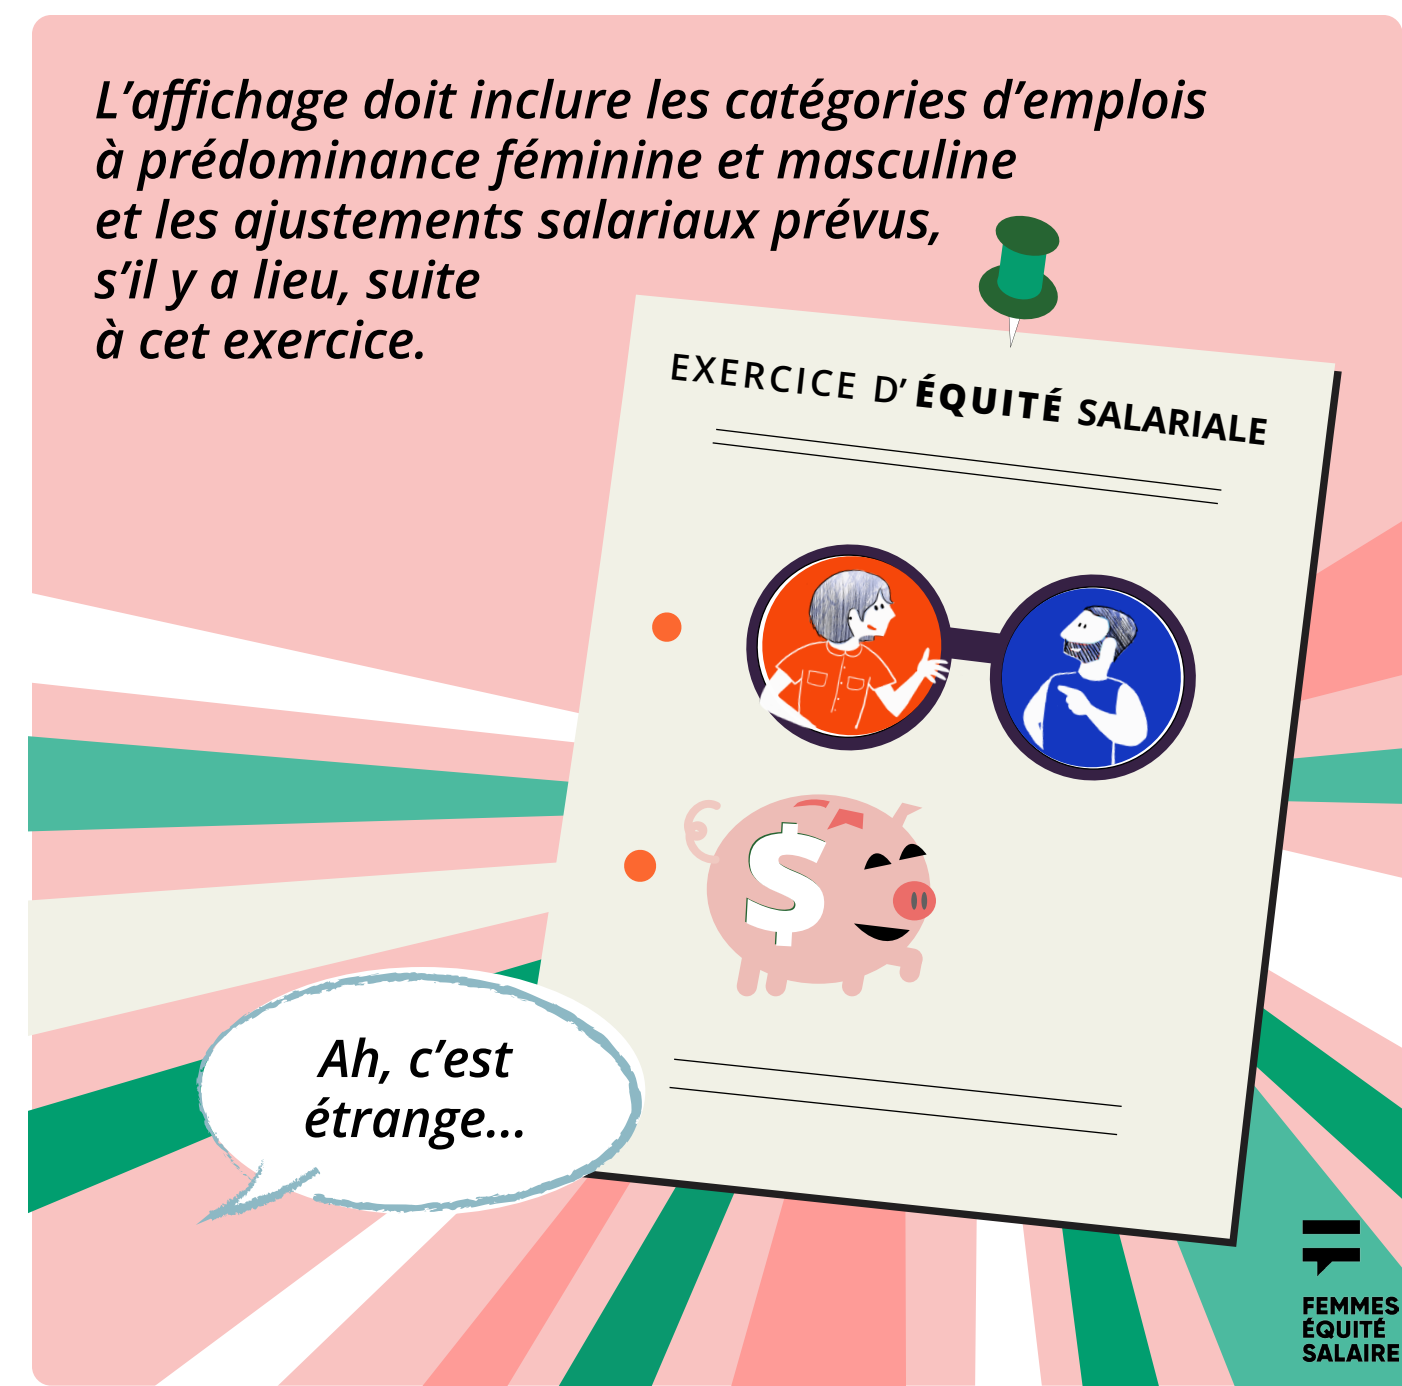 L’affichage doit inclure les catégories d’emplois
à prédominance féminine et masculine
et les ajustements salariaux prévus,
s’il y a lieu, suite
à cet exercice.
EXERCICE D’ÉQUITÉ SALARIALE
$
Ah, c’est
étrange...
FEMMES
ÉQUITÉ
SALAIRE